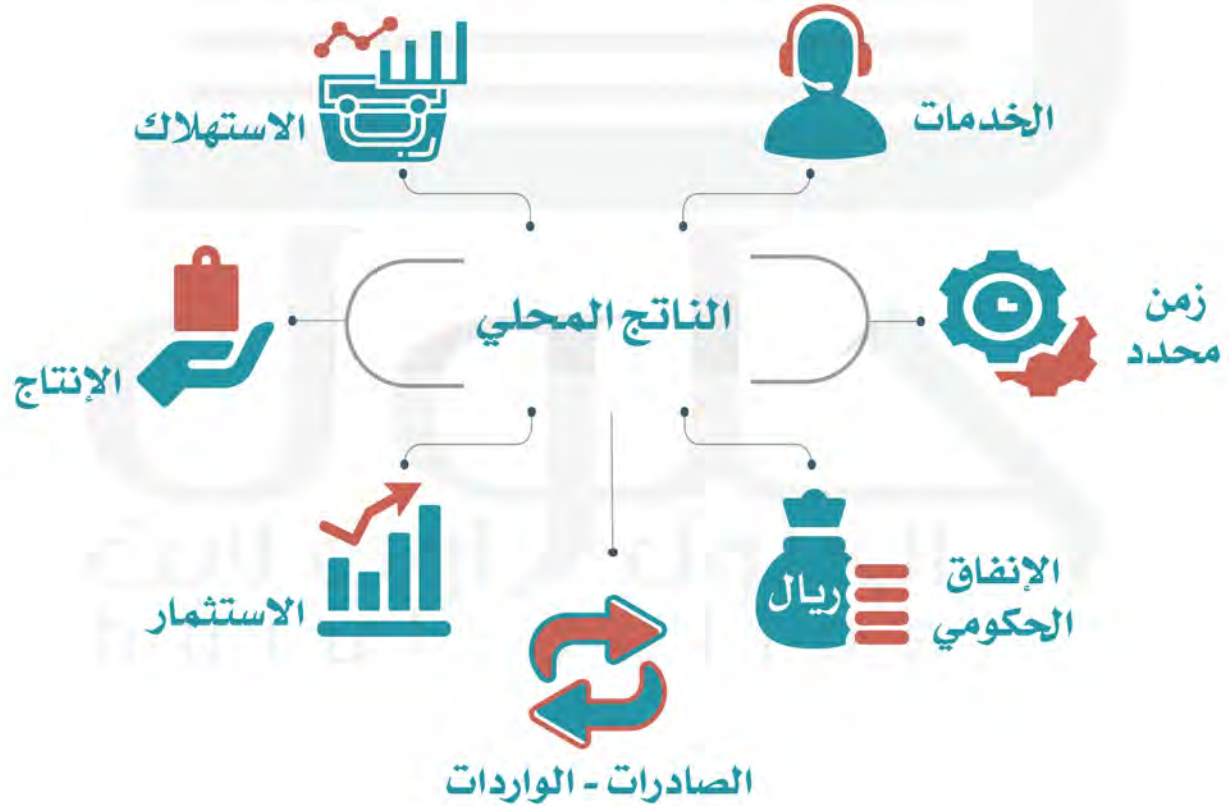 الخدمات
الاستهلاك
الناتج المحلي
زمن
محدد
الإنتاج
الإنفاق
الحكومي
ريال
الاستثمار
الصادرات - الواردات